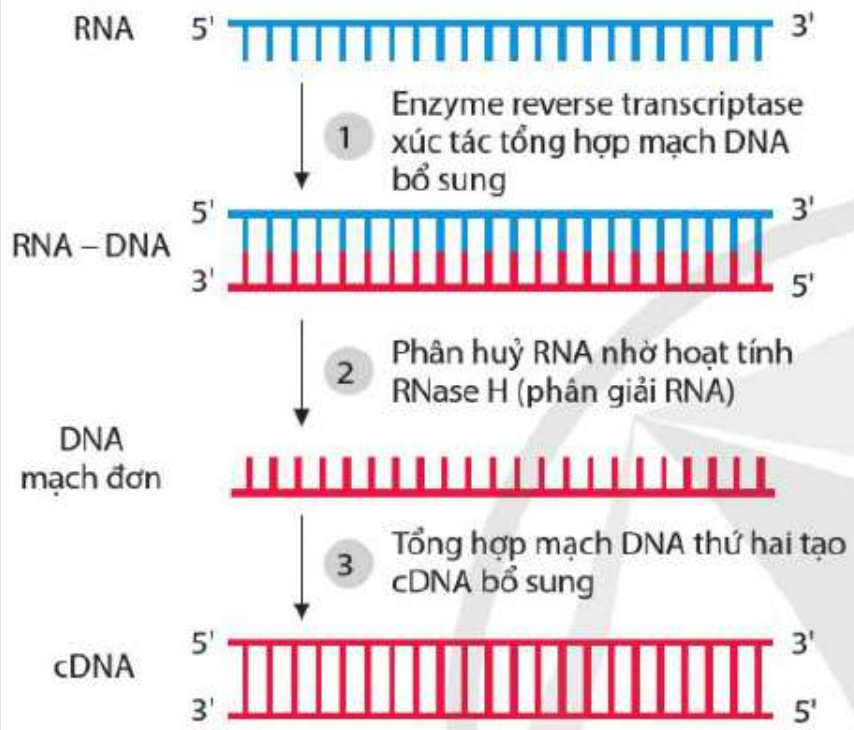 RNA 5' 3'
1 Enzyme reverse transcriptase
xúc tác tổng hợp mạch DNA
bổ sung
5' 3'
RNA – DNA
3' 5'
2 Phân huỷ RNA nhờ hoạt tính
RNase H (phân giải RNA)
DNA
mạch đơn
3 Tổng hợp mạch DNA thứ hai tạo
cDNA bổ sung
5' 3'
cDNA
3' 5'